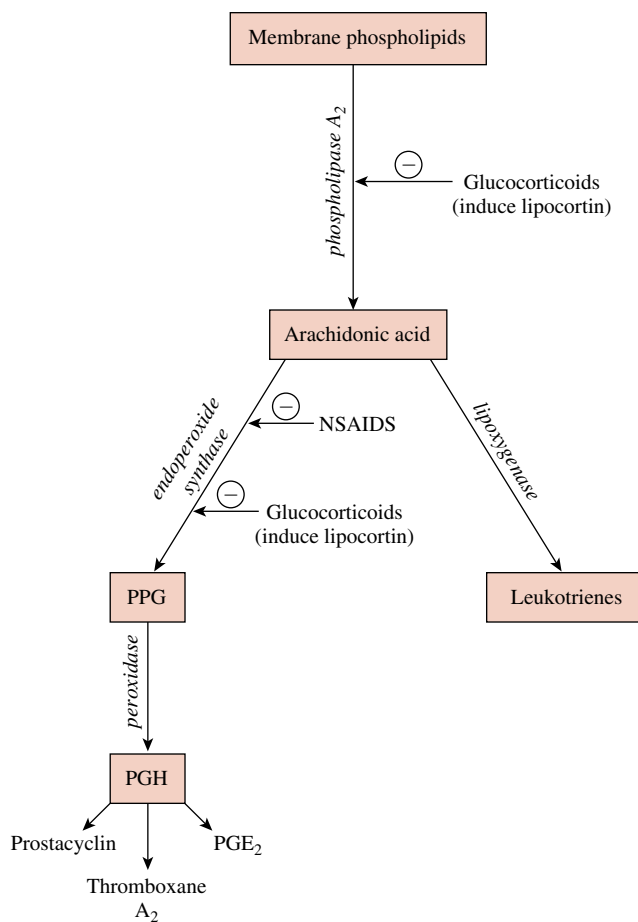 Membrane phospholipids
phospholipase A₂
−
Glucocorticoids
(induce lipocortin)
Arachidonic acid
endoperoxide
synthase
−
NSAIDS
lipoxygenase
−
Glucocorticoids
(induce lipocortin)
PPG
Leukotrienes
peroxidase
PGH
Prostacyclin
PGE₂
Thromboxane
A₂